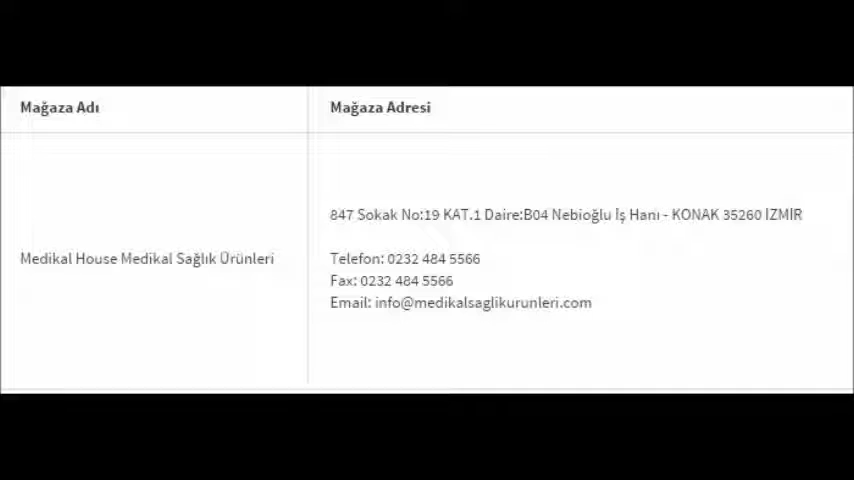 Mağaza Adı
Mağaza Adresi
Medikal House Medikal Sağlık Ürünleri
847 Sokak No:19 KAT.1 Daire:B04 Nebioğlu İş Hanı - KONAK 35260 İZMİR
Telefon: 0232 484 5566
Fax: 0232 484 5566
Email: info@medikalsaglikurunleri.com